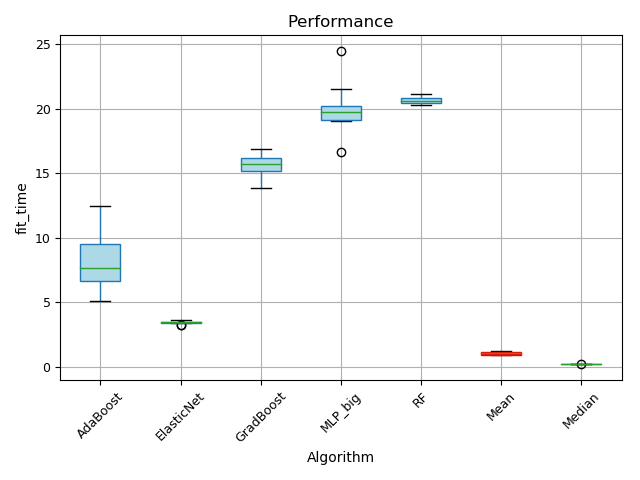 Performance
fit_time
25
20
15
10
5
0
AdaBoost
ElasticNet
GradBoost
MLP_big
RF
Mean
Median
Algorithm